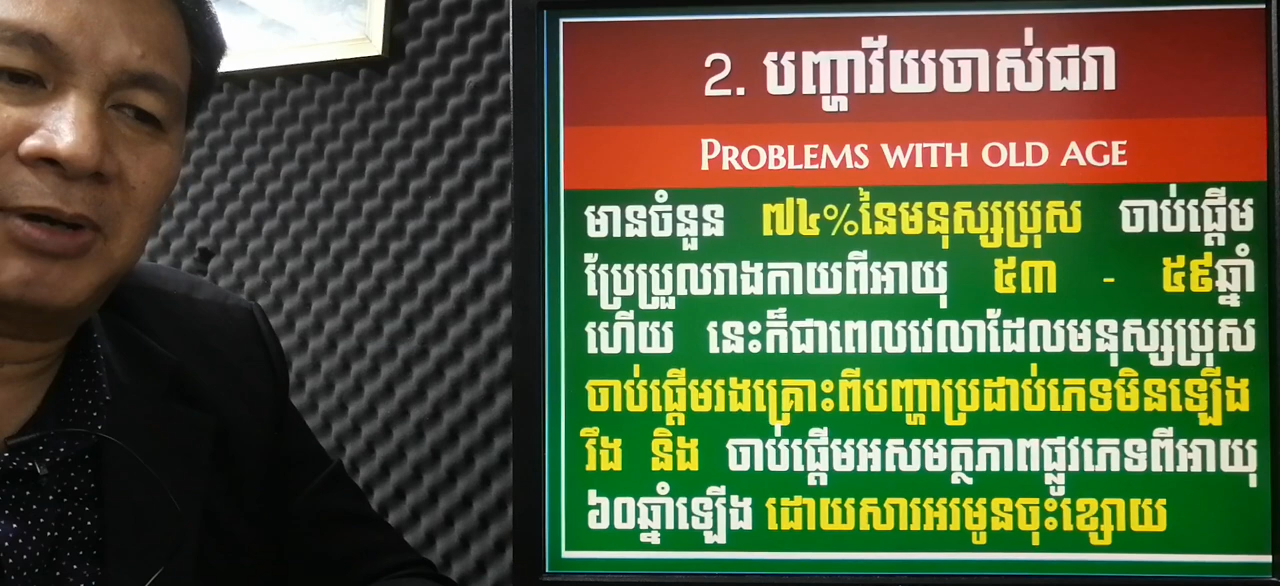 2. បញ្ហាវ័យចាស់ជរា
PROBLEMS WITH OLD AGE
មានចំនួន ៧៤%នៃមនុស្សប្រុស ចាប់ផ្តើម
ប្រែប្រួលរាងកាយពីអាយុ ៥៣ - ៥៩ឆ្នាំ
ហើយ នេះក៏ជាពេលវេលាដែលមនុស្សប្រុស
ចាប់ផ្តើមរងគ្រោះពីបញ្ហាប្រដាប់ភេទមិនឡើង
រឹង និង ចាប់ផ្តើមអសមត្ថភាពផ្លូវភេទពីអាយុ
៦០ឆ្នាំឡើង ដោយសារអរមូនចុះខ្សោយ